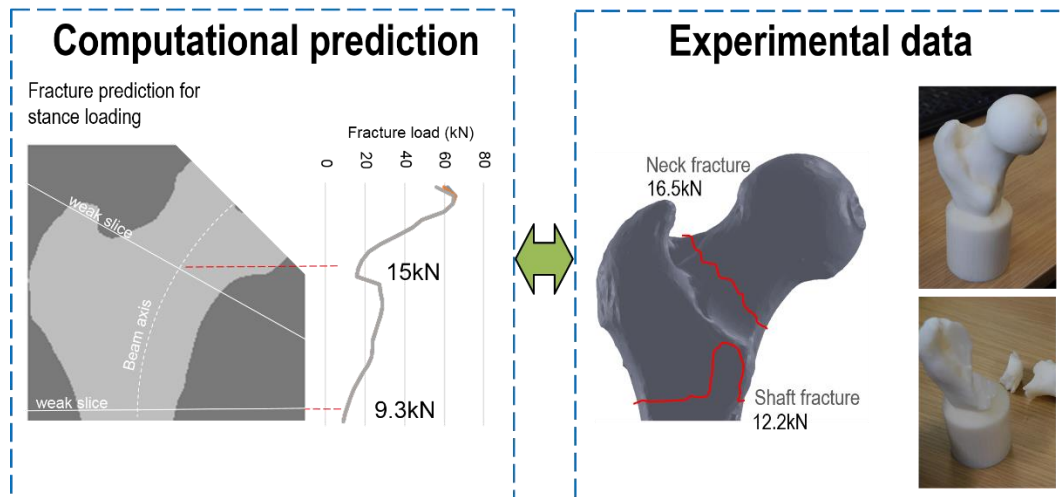 Computational prediction
Fracture prediction for
stance loading
Fracture load (kN)
0
20
40
60
80
weak slice
15kN
Beam axis
weak slice
9.3kN
Experimental data
Neck fracture
16.5kN
Shaft fracture
12.2kN